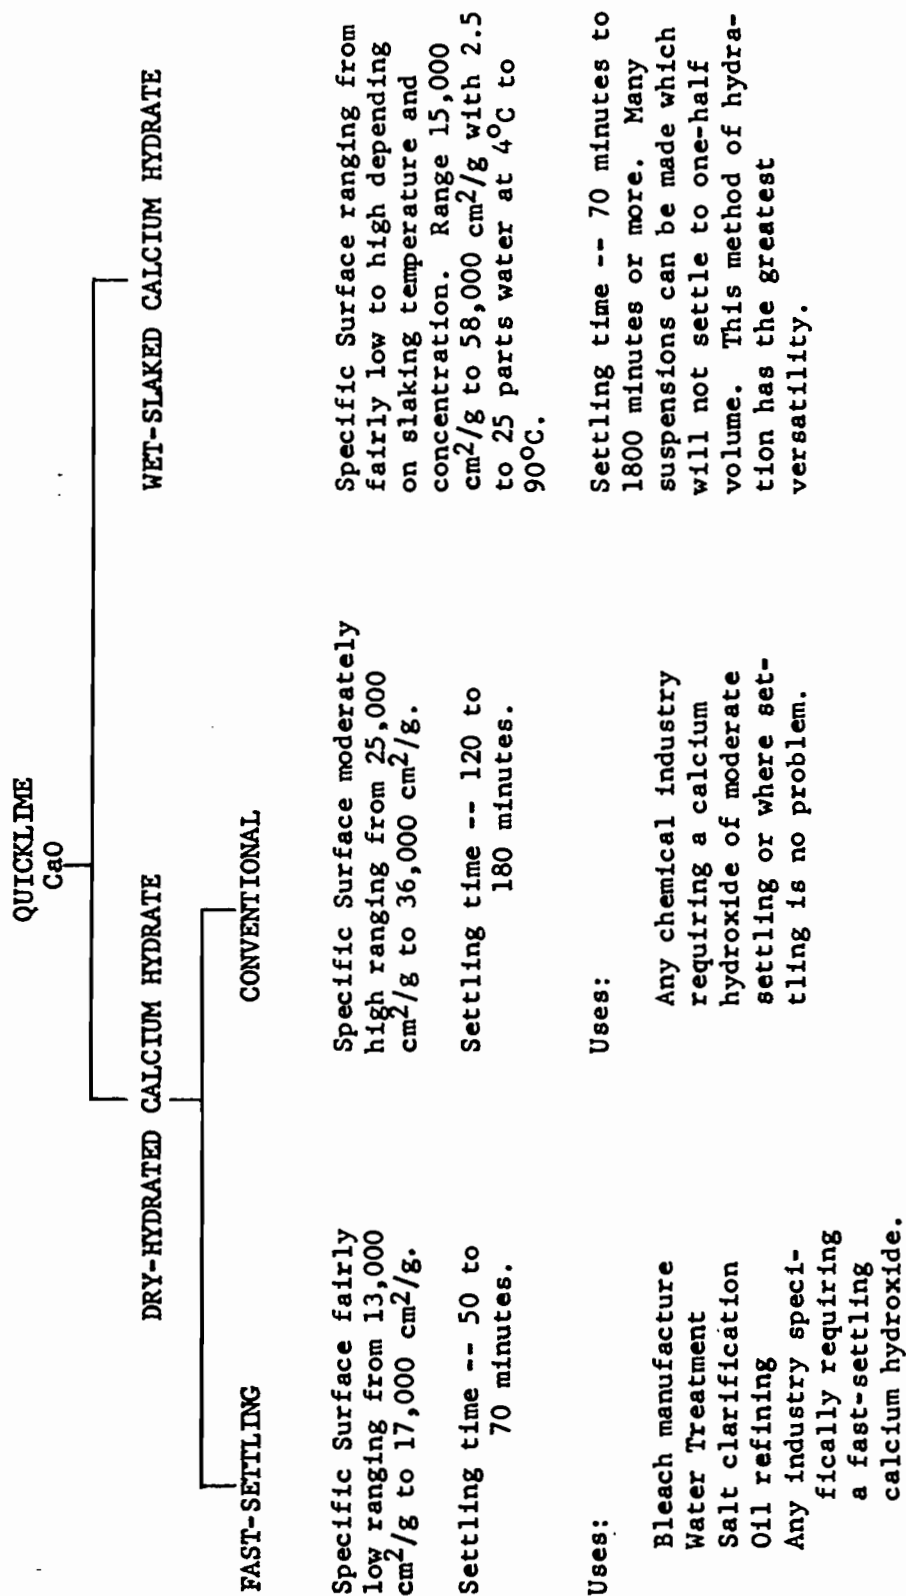 QUICKLIME
CaO
DRY-HYDRATED CALCIUM HYDRATE
WET-SLAKED CALCIUM HYDRATE
FAST-SETTLING
CONVENTIONAL
Specific Surface fairly
low ranging from 13,000
cm²/g to 17,000 cm²/g.
Settling time -- 50 to
70 minutes.
Uses:
Bleach manufacture
Water Treatment
Salt clarification
Oil refining
Any industry speci-
fically requiring
a fast-settling
calcium hydroxide.
Specific Surface moderately
high ranging from 25,000
cm²/g to 36,000 cm²/g.
Settling time -- 120 to
180 minutes.
Uses:
Any chemical industry
requiring a calcium
hydroxide of moderate
settling or where set-
tling is no problem.
Specific Surface ranging from
fairly low to high depending
on slaking temperature and
concentration. Range 15,000
cm²/g to 58,000 cm²/g with 2.5
to 25 parts water at 4°C to
90°C.
Settling time -- 70 minutes to
1800 minutes or more. Many
suspensions can be made which
will not settle to one-half
volume. This method of hydra-
tion has the greatest
versatility.